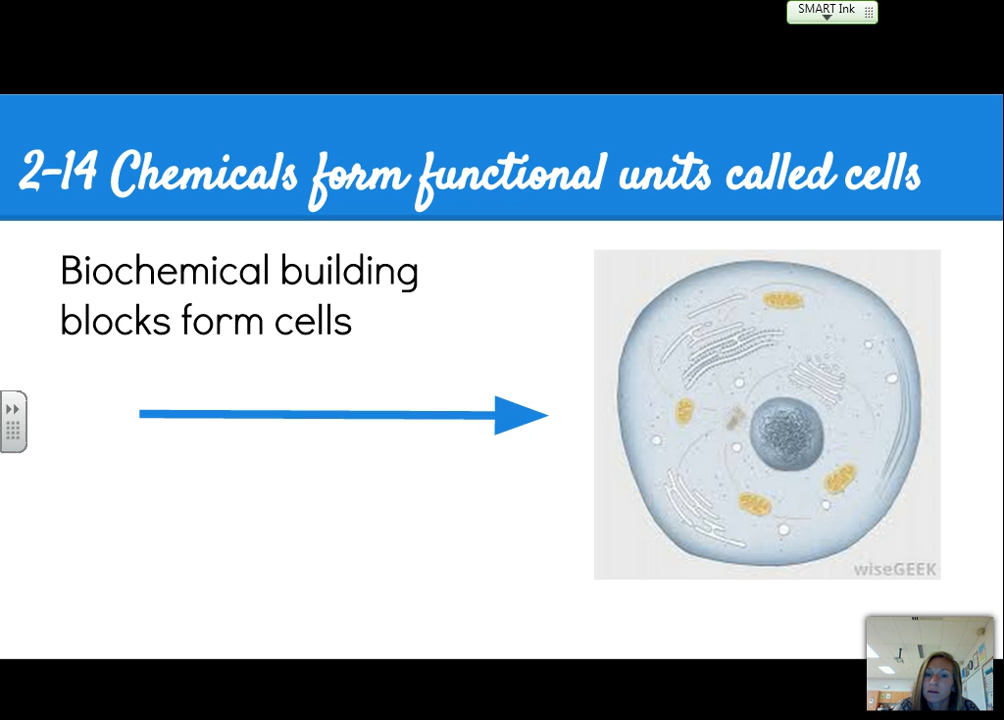 SMART Ink
2-14 Chemicals form functional units called cells
Biochemical building
blocks form cells
wiseGEEK